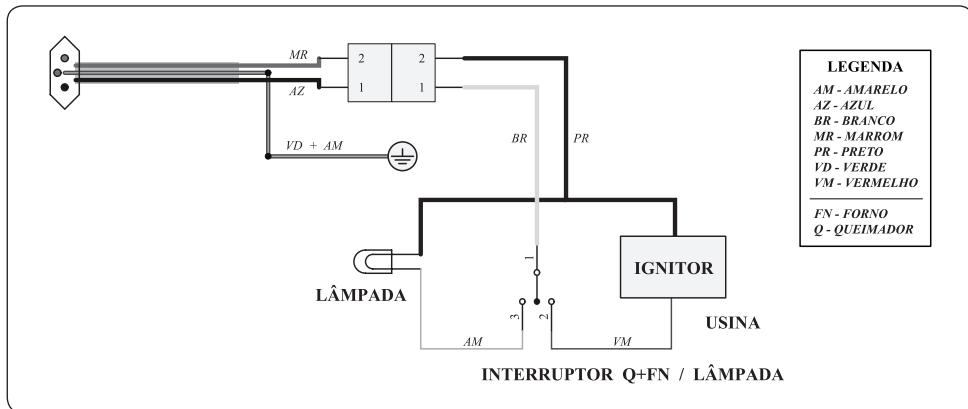 MR
AZ
2
1
2
1
VD + AM
BR
PR
LEGENDA
AM - AMARELO
AZ - AZUL
BR - BRANCO
MR - MARROM
PR - PRETO
VD - VERDE
VM - VERMELHO
FN - FORNO
Q - QUEIMADOR
LÂMPADA
1
IGNITOR
USINA
3
2
AM
VM
INTERRUPTOR Q+FN / LÂMPADA